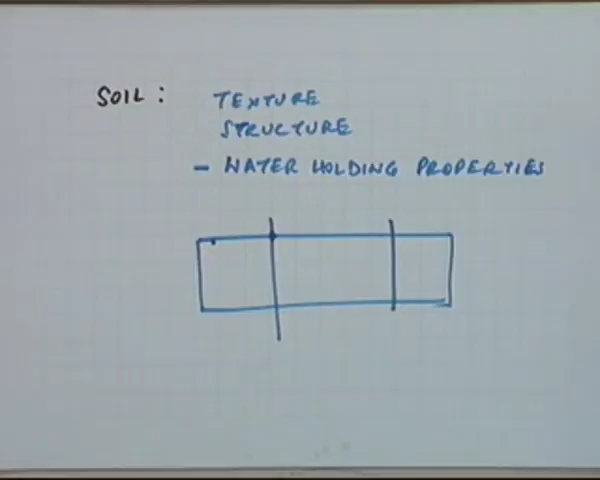 SOIL : TEXTURE
STRUCTURE
- WATER HOLDING PROPERTIES